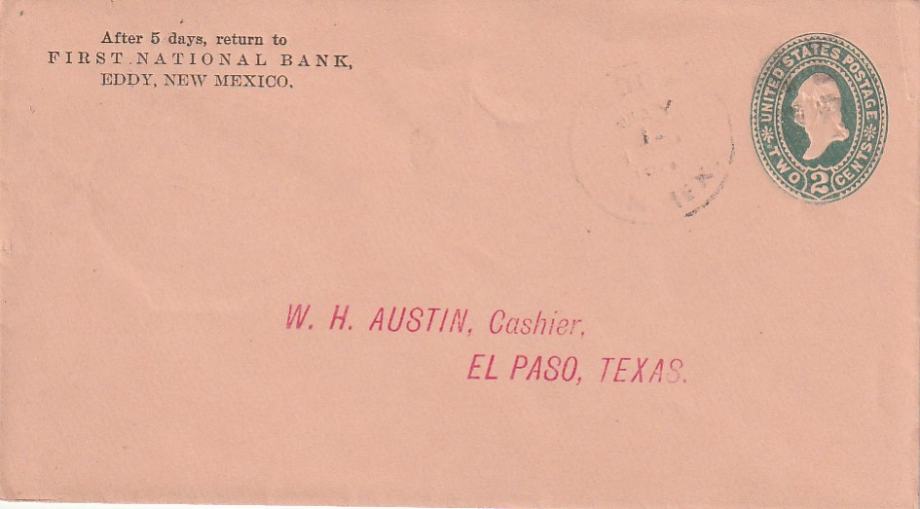 After 5 days, return to
FIRST NATIONAL BANK,
EDDY, NEW MEXICO.
UNITED STATES POSTAGE
TWO 2 CENTS
W. H. AUSTIN, Cashier,
EL PASO, TEXAS.